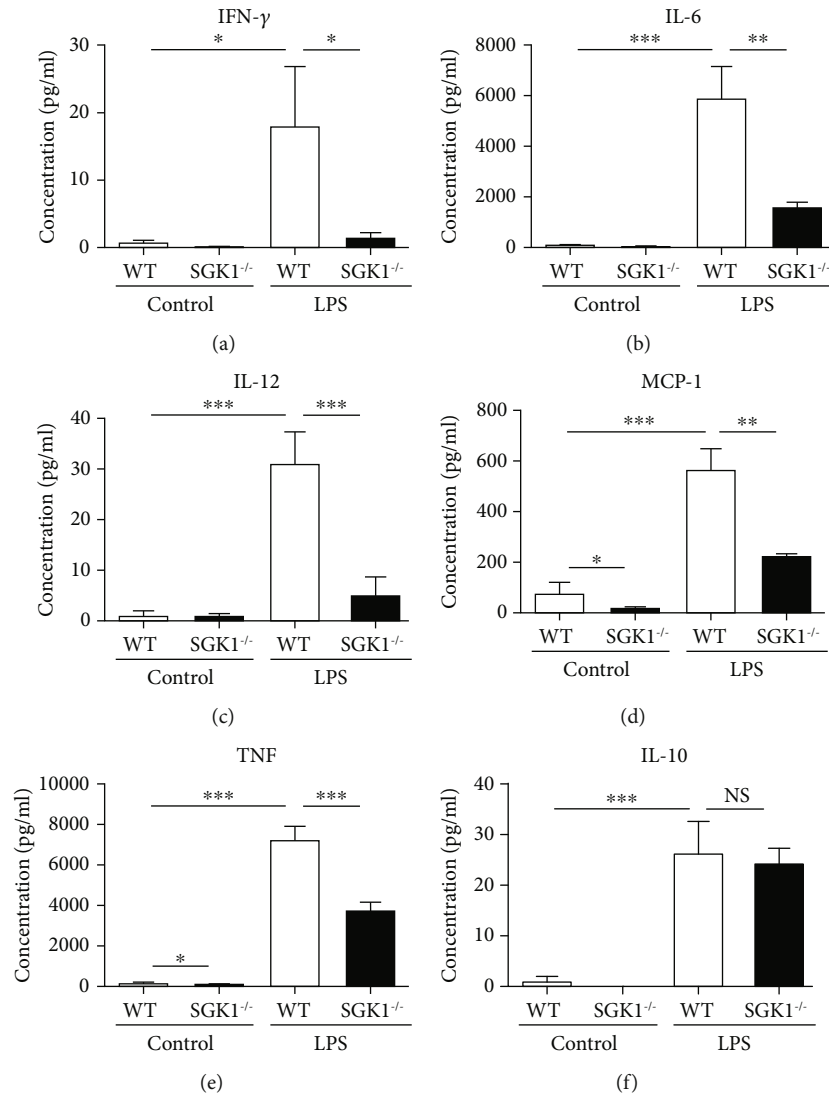 IFN-γ
Concentration (pg/ml)
30
20
10
0
* *
WT SGK1-/- WT SGK1-/-
Control LPS
(a)
IL-6
Concentration (pg/ml)
8000
6000
4000
2000
0
*** **
WT SGK1-/- WT SGK1-/-
Control LPS
(b)
IL-12
Concentration (pg/ml)
40
30
20
10
0
*** ***
WT SGK1-/- WT SGK1-/-
Control LPS
(c)
MCP-1
Concentration (pg/ml)
800
600
400
200
0
*** **
*
WT SGK1-/- WT SGK1-/-
Control LPS
(d)
TNF
Concentration (pg/ml)
10000
8000
6000
4000
2000
0
*** ***
*
WT SGK1-/- WT SGK1-/-
Control LPS
(e)
IL-10
Concentration (pg/ml)
40
30
20
10
0
*** NS
WT SGK1-/- WT SGK1-/-
Control LPS
(f)